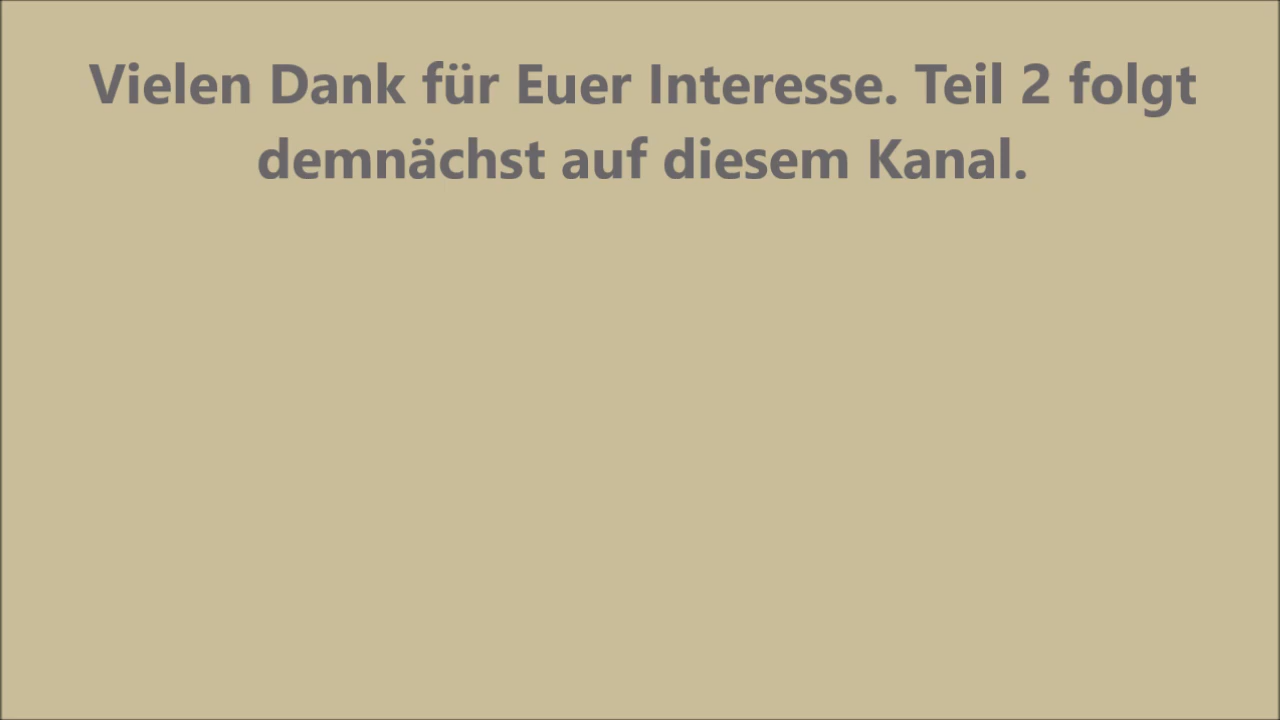 Vielen Dank für Euer Interesse. Teil 2 folgt
demnächst auf diesem Kanal.